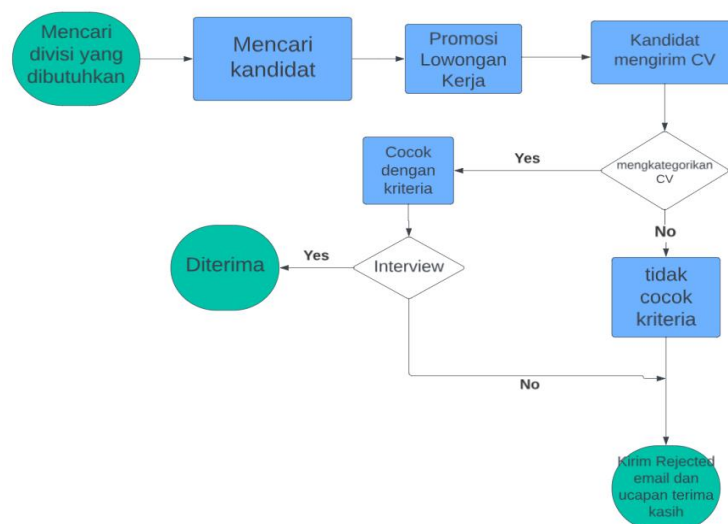 Mencari
divisi yang
dibutuhkan
Mencari
kandidat
Promosi
Lowongan
Kerja
Kandidat
mengirim CV
Cocok
dengan
kriteria
Yes
mengkategorikan
CV
No
Diterima
Yes
Interview
tidak
cocok
kriteria
No
Kirim Rejected
email dan
ucapan terima
kasih